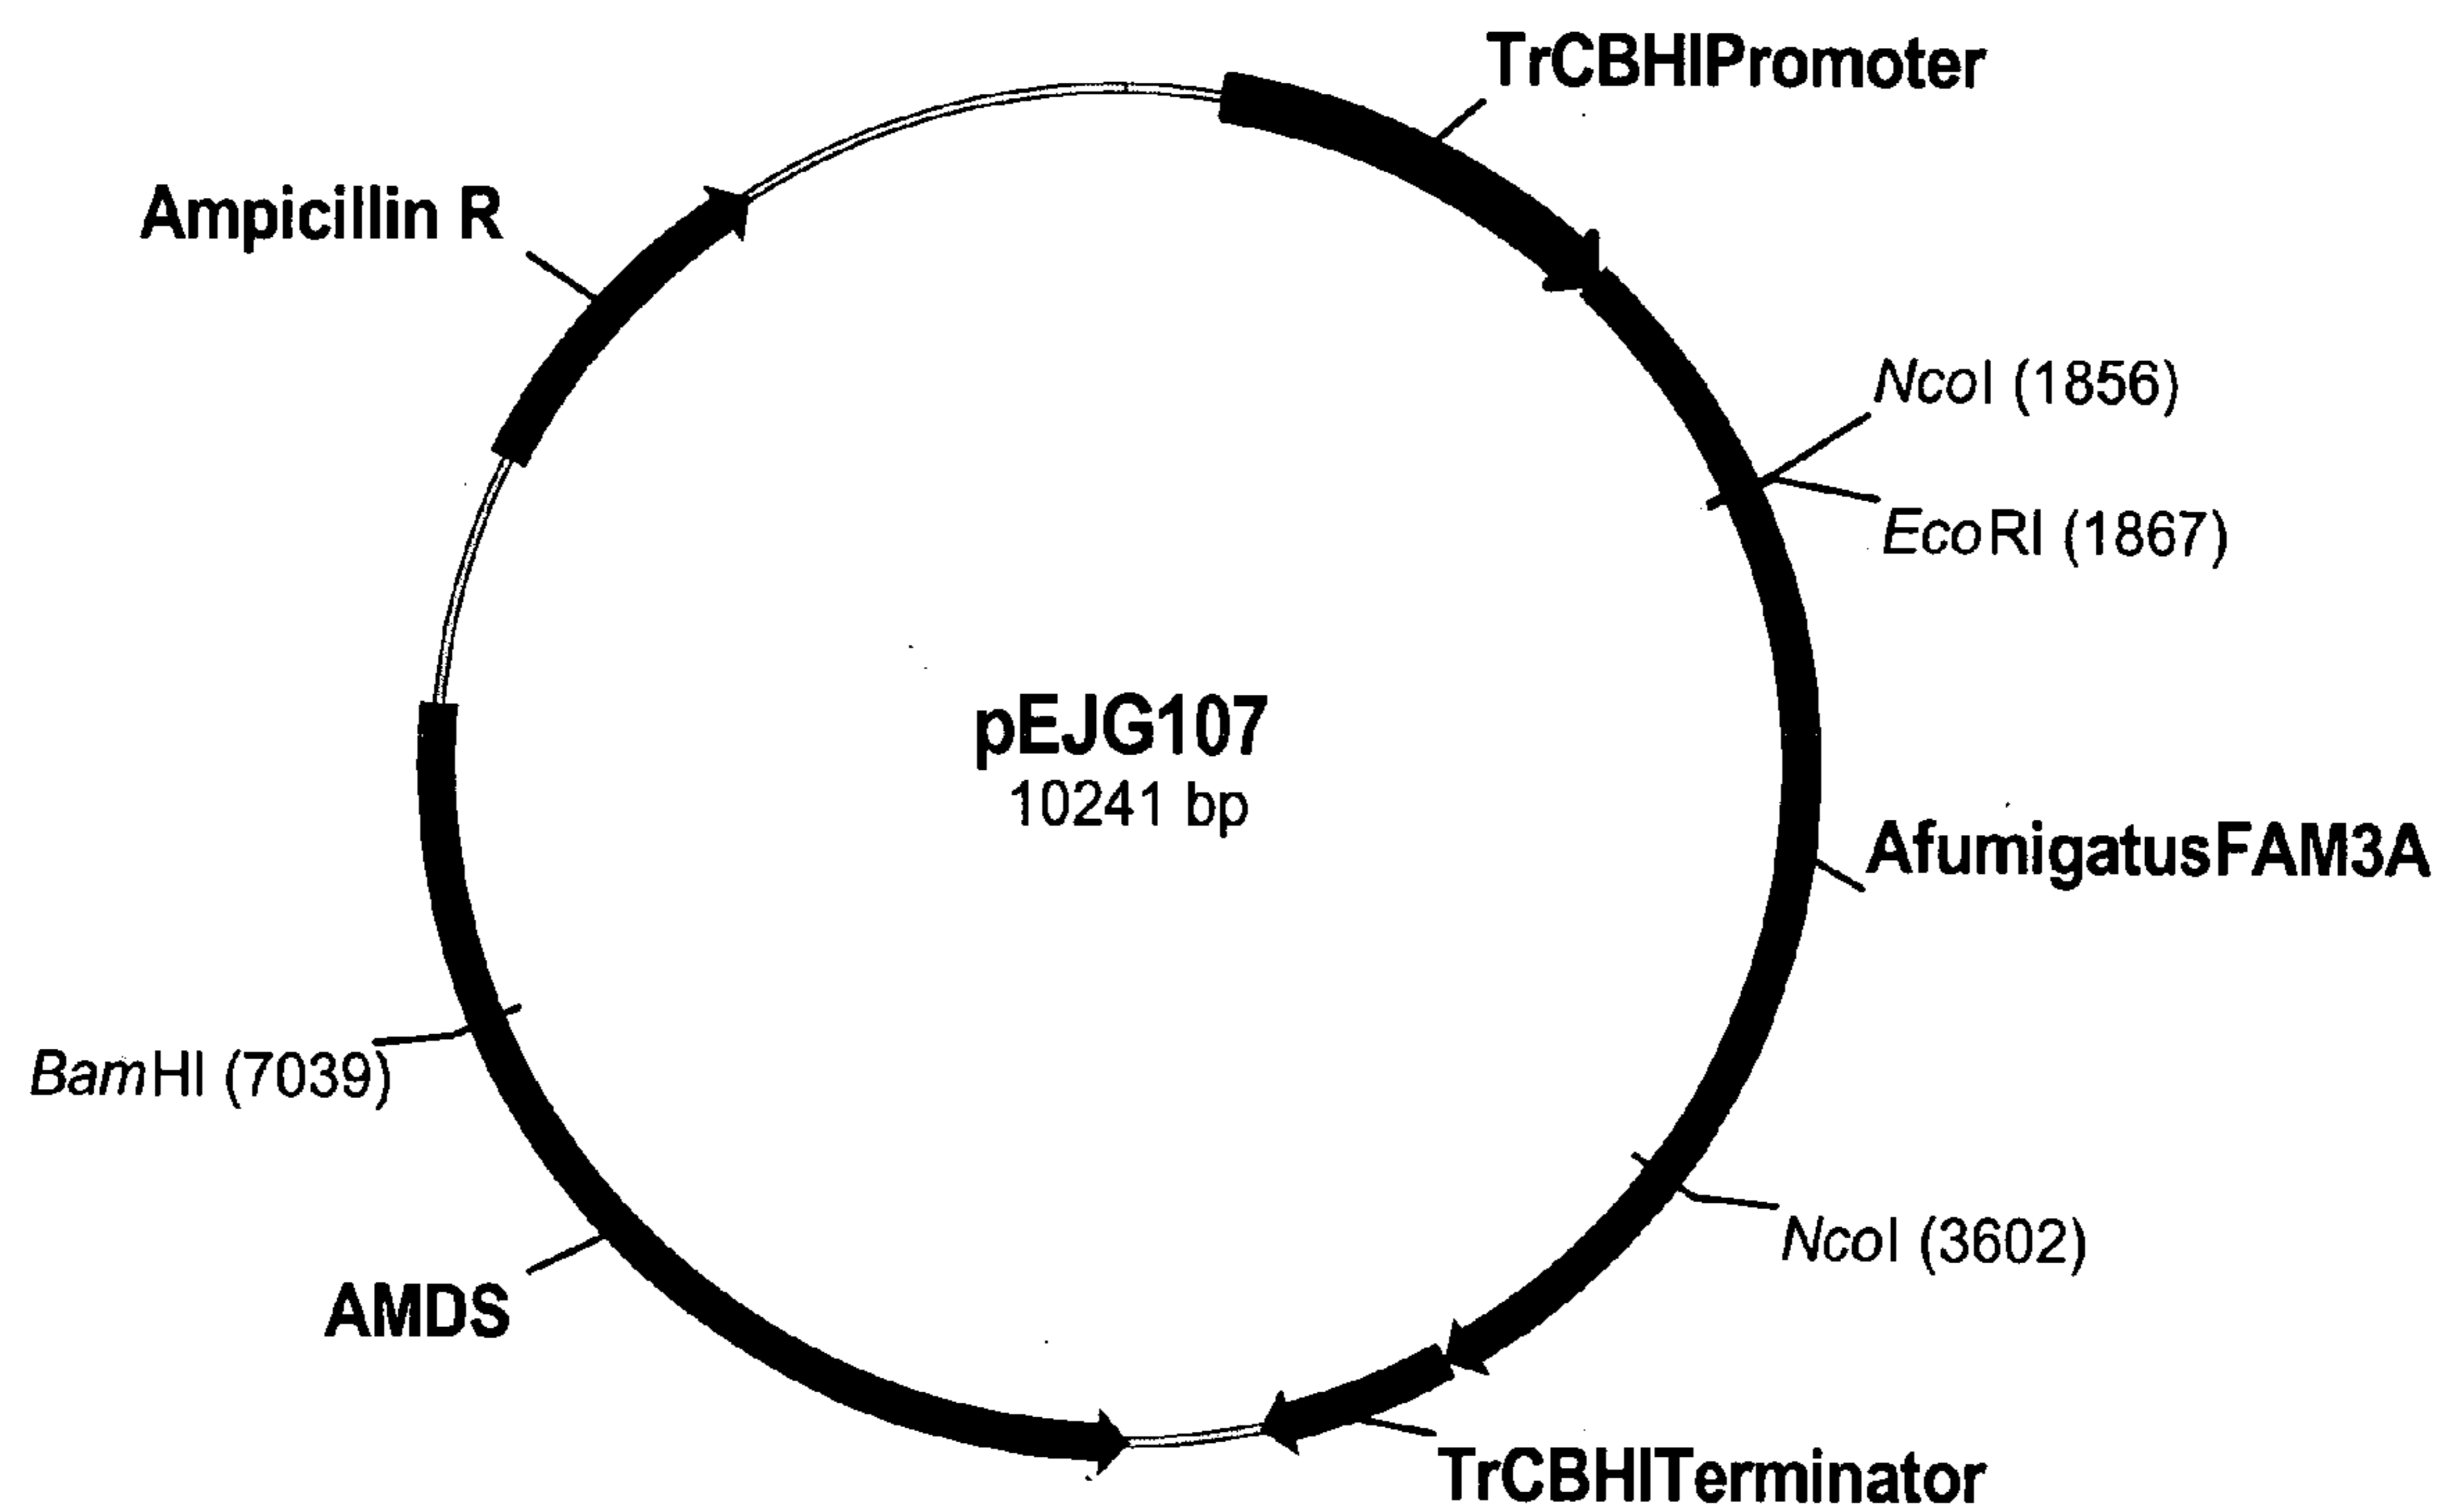 TrCBHIPromoter
Ampicillin R
NcoI (1856)
EcoRI (1867)
pEJG107
10241 bp
AfumigatusFAM3A
BamHI (7039)
NcoI (3602)
AMDS
TrCBHITerminator